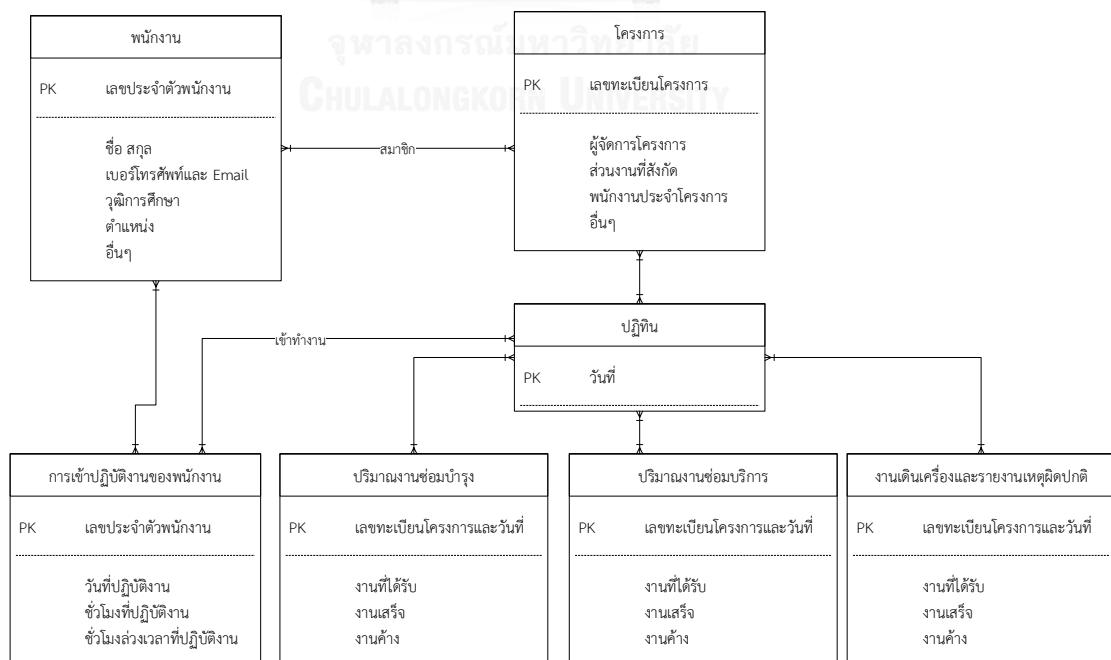 จุฬาลงกรณ์มหาวิทยาลัย
CHULALONGKORN UNIVERSITY
พนักงาน
PK เลขประจำตัวพนักงาน
ชื่อ สกุล
เบอร์โทรศัพท์และ Email
วุฒิการศึกษา
ตำแหน่ง
อื่นๆ
สมาชิก
โครงการ
PK เลขทะเบียนโครงการ
ผู้จัดการโครงการ
ส่วนงานที่สังกัด
พนักงานประจำโครงการ
อื่นๆ
เข้าทำงาน
ปฏิทิน
PK วันที่
การเข้าปฏิบัติงานของพนักงาน
PK เลขประจำตัวพนักงาน
วันที่ปฏิบัติงาน
ชั่วโมงที่ปฏิบัติงาน
ชั่วโมงล่วงเวลาที่ปฏิบัติงาน
ปริมาณงานซ่อมบำรุง
PK เลขทะเบียนโครงการและวันที่
งานที่ได้รับ
งานเสร็จ
งานค้าง
ปริมาณงานซ่อมบริการ
PK เลขทะเบียนโครงการและวันที่
งานที่ได้รับ
งานเสร็จ
งานค้าง
งานเดินเครื่องและรายงานเหตุผิดปกติ
PK เลขทะเบียนโครงการและวันที่
งานที่ได้รับ
งานเสร็จ
งานค้าง